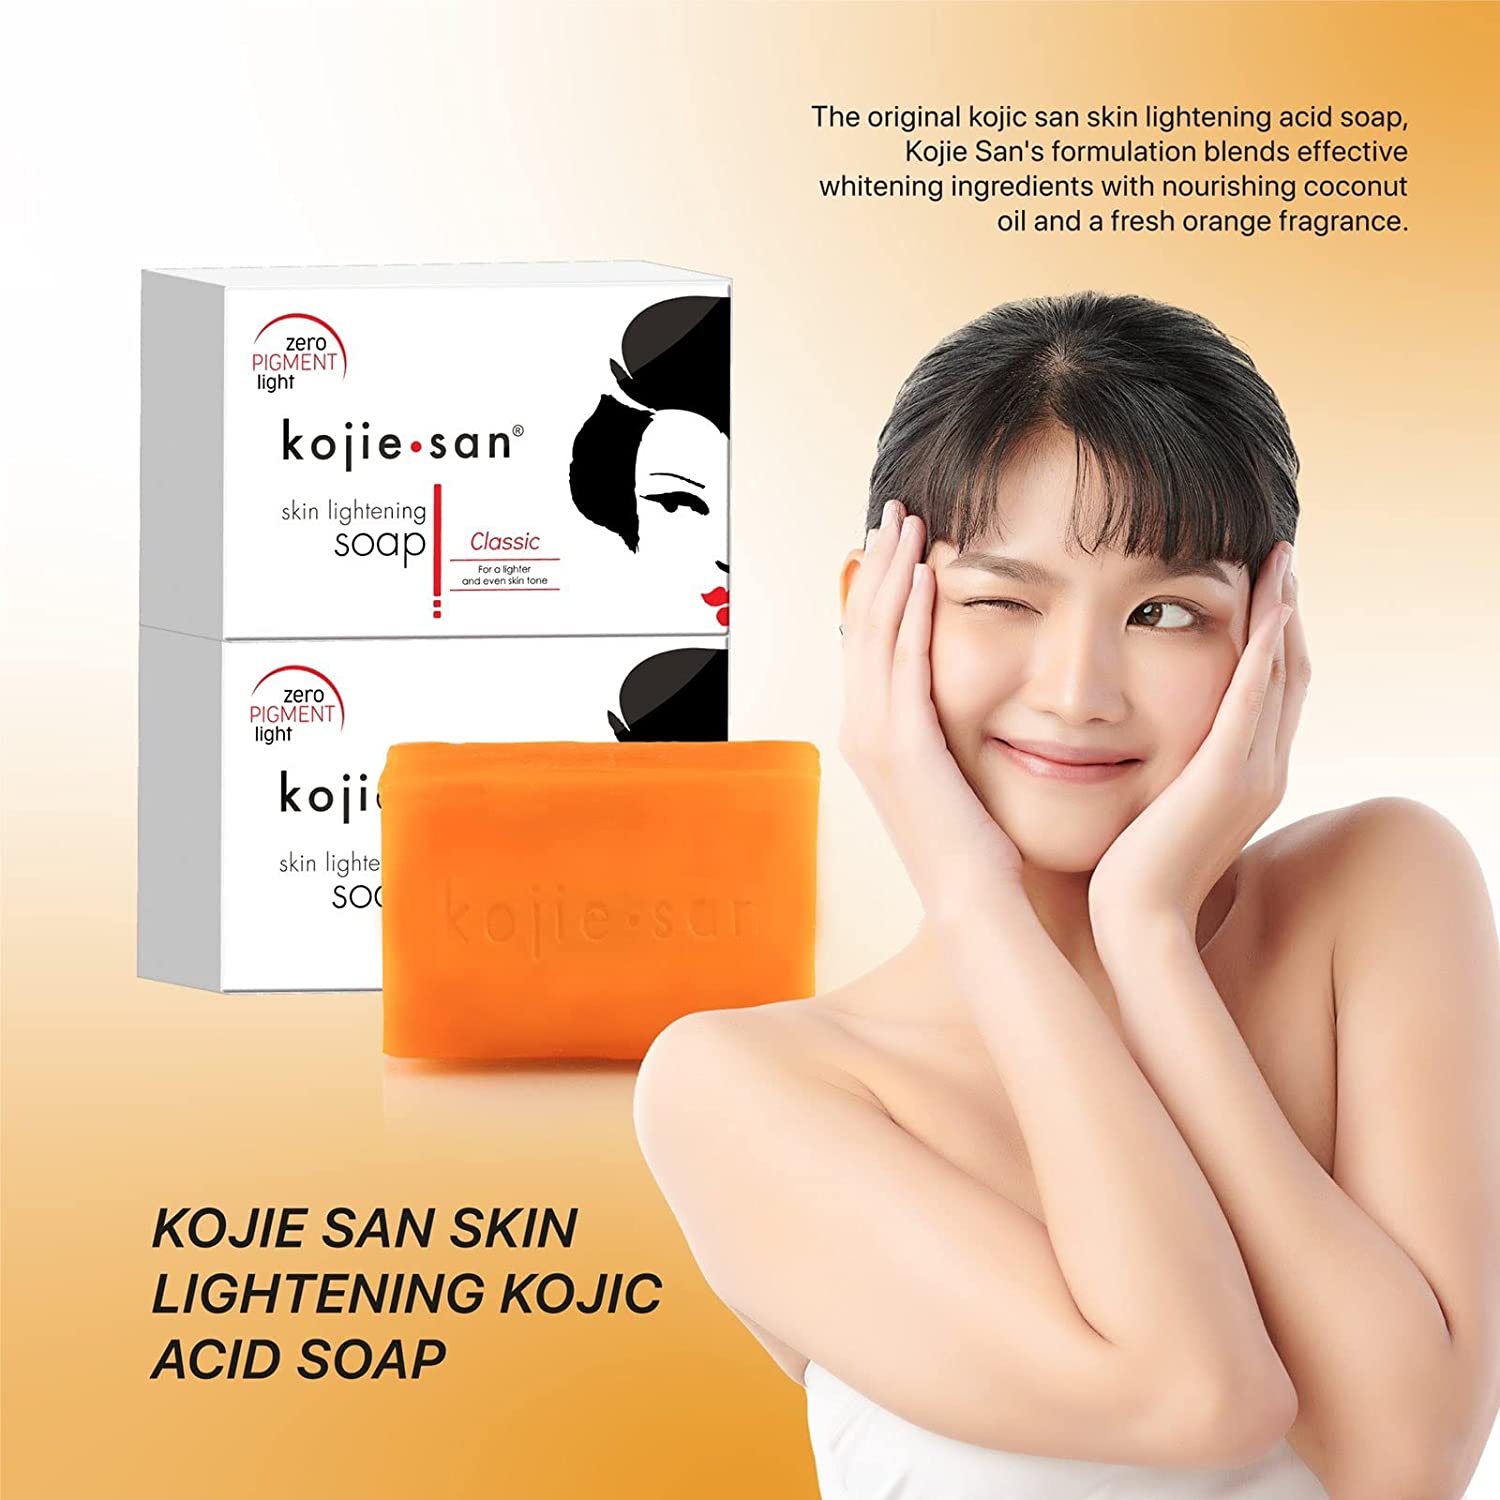 The original kojic san skin lightening acid soap,
Kojie San's formulation blends effective
whitening ingredients with nourishing coconut
oil and a fresh orange fragrance.
zero
PIGMENT
light
kojie•san®
skin lightening
soap
Classic
For a lighter
and even skin tone
zero
PIGMENT
light
koji
skin lighte
so
kojie•san
KOJIE SAN SKIN
LIGHTENING KOJIC
ACID SOAP